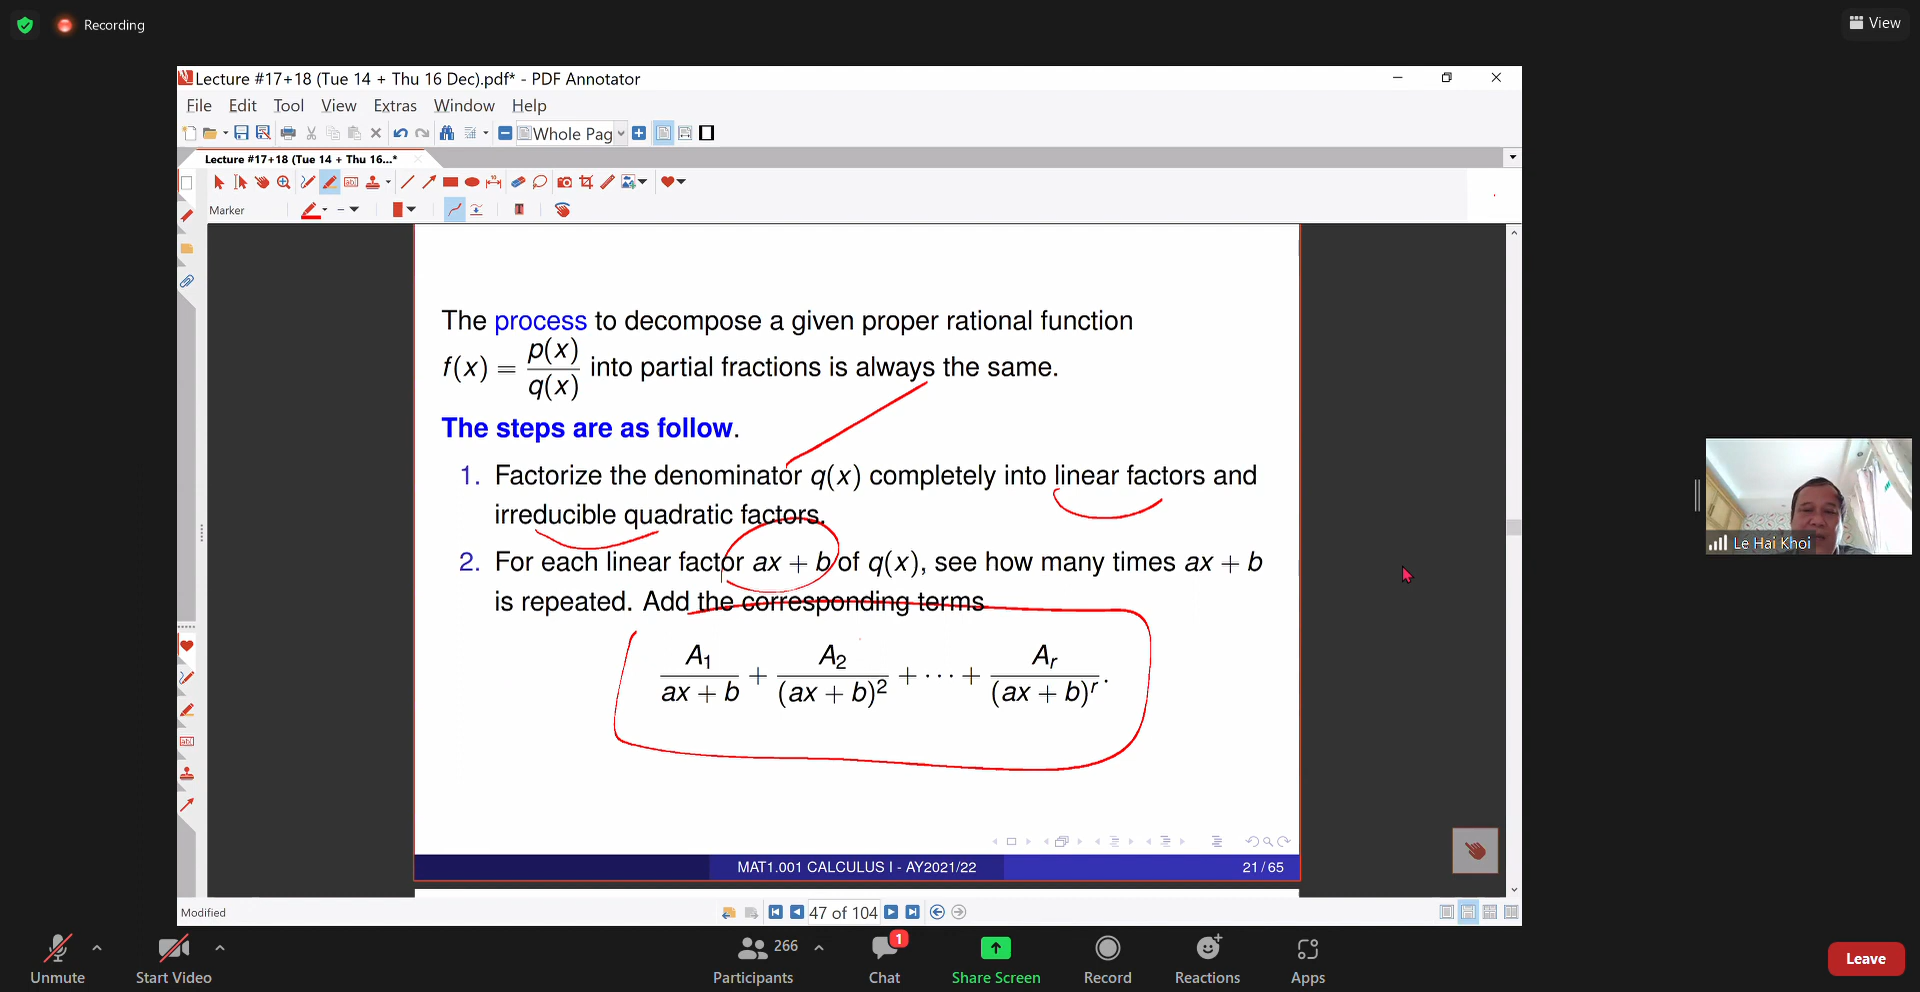 Recording
View
Lecture #17+18 (Tue 14 + Thu 16 Dec).pdf* - PDF Annotator
File Edit Tool View Extras Window Help
Whole Pag
Lecture #17+18 (Tue 14 + Thu 16...*
Marker
The process to decompose a given proper rational function
f(x) = p(x)/q(x) into partial fractions is always the same.
The steps are as follow.
1. Factorize the denominator q(x) completely into linear factors and
irreducible quadratic factors.
2. For each linear factor ax + b of q(x), see how many times ax + b
is repeated. Add the corresponding terms
A₁/(ax + b) + A₂/(ax + b)² + ··· + Aᵣ/(ax + b)ʳ.
MAT1.001 CALCULUS I - AY2021/22 21 / 65
Le Hai Khoi
Modified
47 of 104
266
1
Unmute Start Video Participants Chat Share Screen Record Reactions Apps
Leave